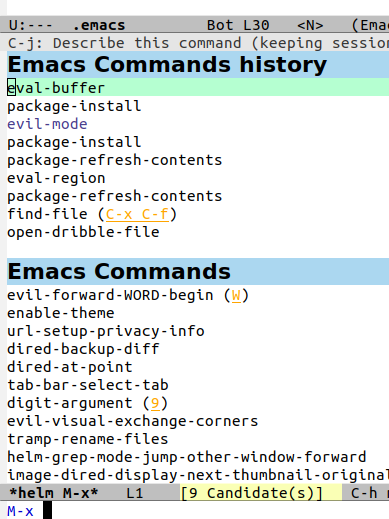 U:--- .emacs Bot L30 <N> (Emac
C-j: Describe this command (keeping session
Emacs Commands history
eval-buffer
package-install
evil-mode
package-install
package-refresh-contents
eval-region
package-refresh-contents
find-file (C-x C-f)
open-dribble-file
Emacs Commands
evil-forward-WORD-begin (W)
enable-theme
url-setup-privacy-info
dired-backup-diff
dired-at-point
tab-bar-select-tab
digit-argument (9)
evil-visual-exchange-corners
tramp-rename-files
helm-grep-mode-jump-other-window-forward
image-dired-display-next-thumbnail-original
*helm M-x* L1 [9 Candidate(s)] C-h m
M-x